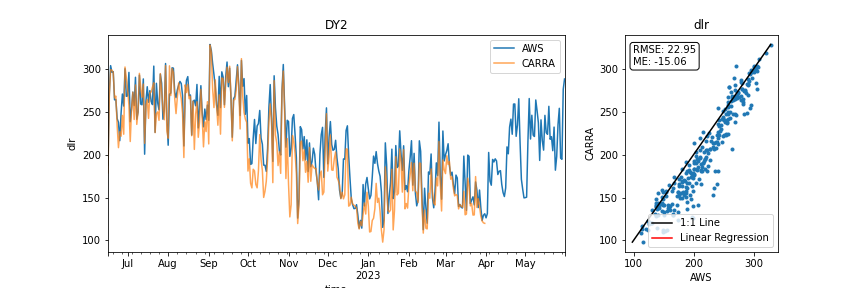 DY2
dlr
AWS
CARRA
300
250
200
150
100
dlr
Jul
Aug
Sep
Oct
Nov
Dec
Jan
2023
Feb
Mar
Apr
May
time
RMSE: 22.95
ME: -15.06
300
250
200
150
100
CARRA
1:1 Line
Linear Regression
100
200
300
AWS